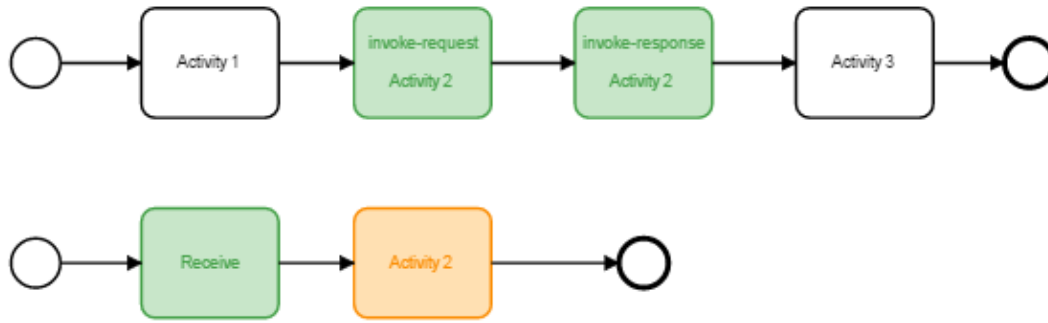 Activity 1
invoke-request
Activity 2
invoke-response
Activity 2
Activity 3
Receive
Activity 2